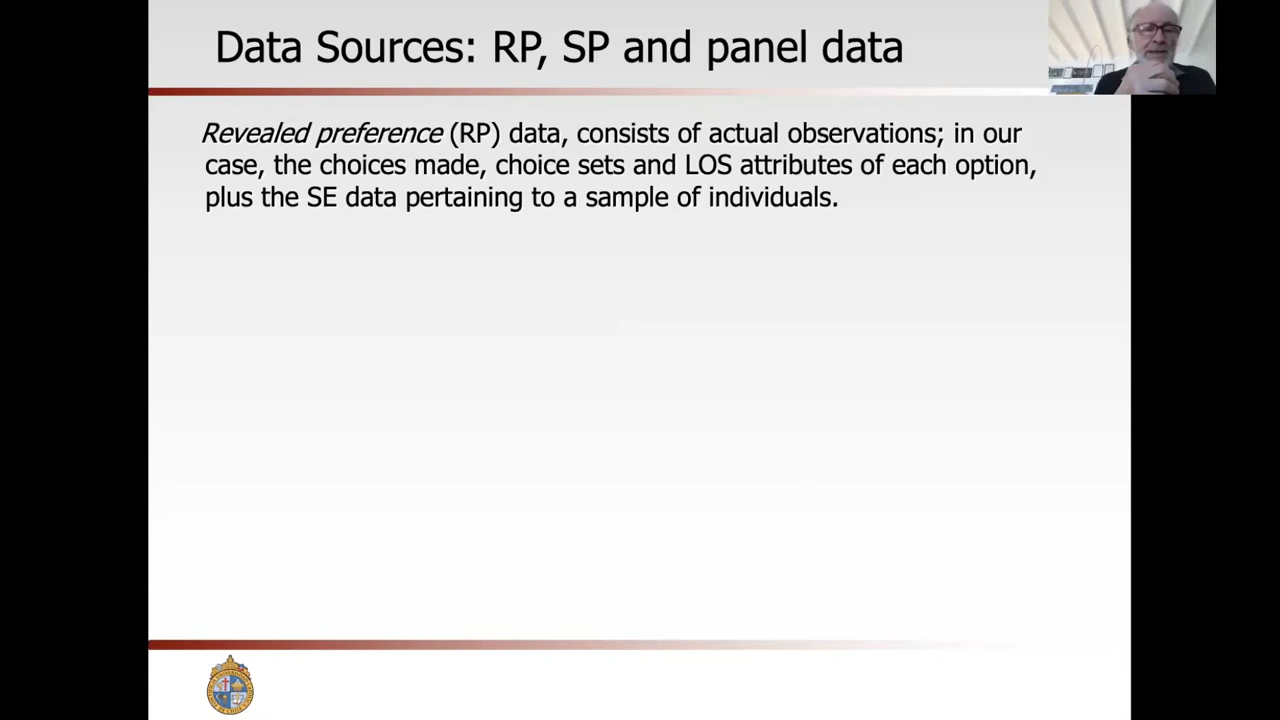 Data Sources: RP, SP and panel data
Revealed preference (RP) data, consists of actual observations; in our
case, the choices made, choice sets and LOS attributes of each option,
plus the SE data pertaining to a sample of individuals.